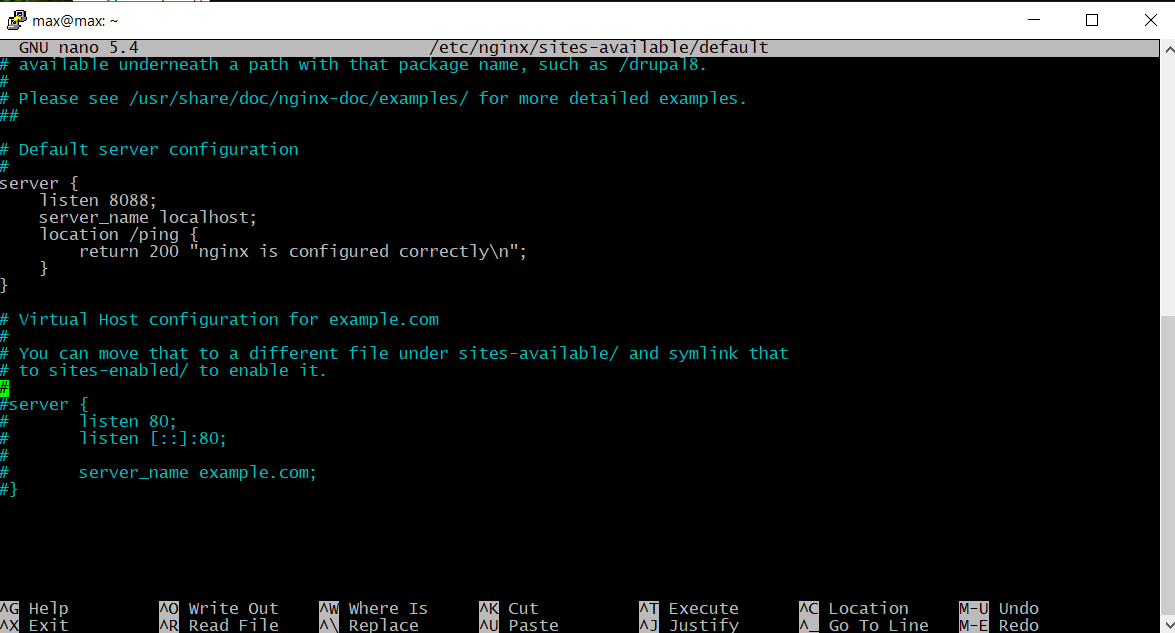 max@max: ~
GNU nano 5.4 /etc/nginx/sites-available/default
# available underneath a path with that package name, such as /drupal8.
#
# Please see /usr/share/doc/nginx-doc/examples/ for more detailed examples.
##

# Default server configuration
#
server {
    listen 8088;
    server_name localhost;
    location /ping {
        return 200 "nginx is configured correctly\n";
    }
}

# Virtual Host configuration for example.com
#
# You can move that to a different file under sites-available/ and symlink that
# to sites-enabled/ to enable it.
#
#server {
#       listen 80;
#       listen [::]:80;
#
#       server_name example.com;
#}

^G Help ^O Write Out ^W Where Is ^K Cut ^T Execute ^C Location M-U Undo
^X Exit ^R Read File ^\ Replace ^U Paste ^J Justify ^_ Go To Line M-E Redo